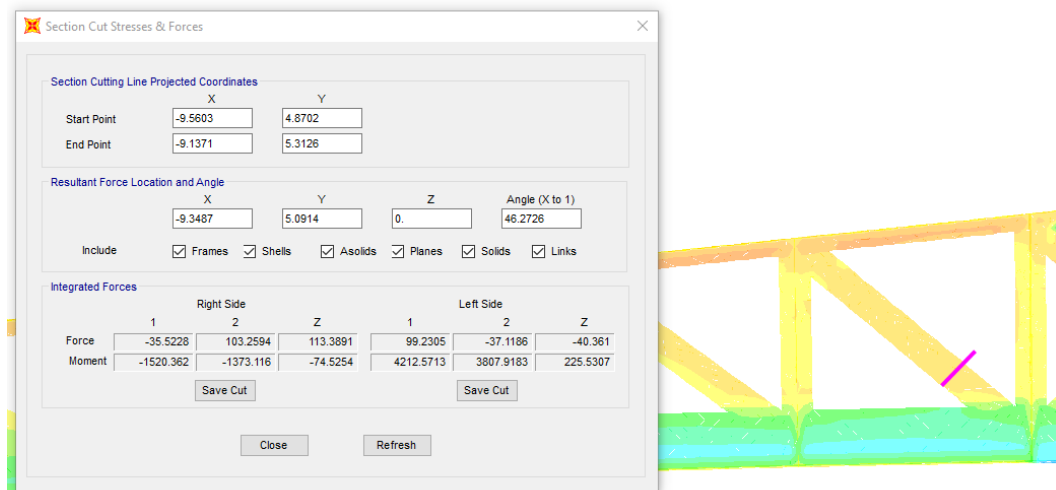 Section Cut Stresses & Forces
Section Cutting Line Projected Coordinates
X Y
Start Point -9.5603 4.8702
End Point -9.1371 5.3126
Resultant Force Location and Angle
X Y Z Angle (X to 1)
-9.3487 5.0914 0. 46.2726
Include Frames Shells Asolids Planes Solids Links
Integrated Forces
Right Side Left Side
1 2 Z 1 2 Z
Force -35.5228 103.2594 113.3891 99.2305 -37.1186 -40.361
Moment -1520.362 -1373.116 -74.5254 4212.5713 3807.9183 225.5307
Save Cut Save Cut
Close Refresh